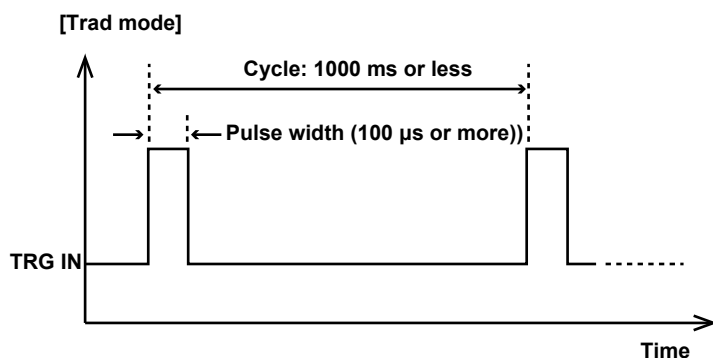 [Trad mode]
Cycle: 1000 ms or less
Pulse width (100 μs or more))
TRG IN
Time